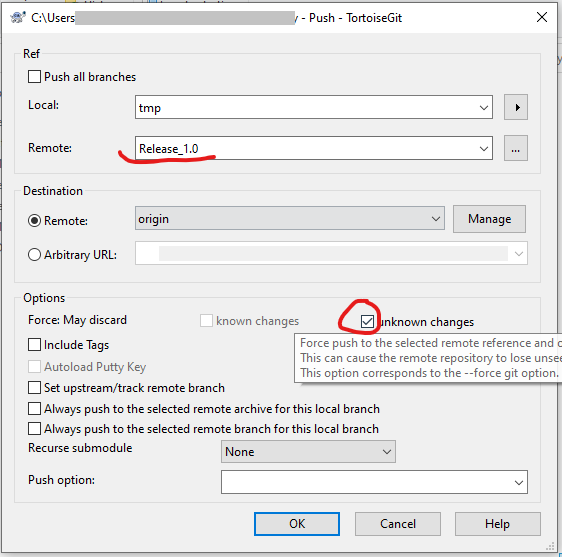 C:\Users y - Push - TortoiseGit
Ref
Push all branches
Local: tmp
Remote: Release_1.0 ...
Destination
Remote: origin Manage
Arbitrary URL:
Options
Force: May discard known changes unknown changes
Force push to the selected remote reference and
Include Tags
This can cause the remote repository to lose unsee
Autoload Putty Key
This option corresponds to the --force git option.
Set upstream/track remote branch
Always push to the selected remote archive for this local branch
Always push to the selected remote branch for this local branch
Recurse submodule None
Push option:
OK Cancel Help